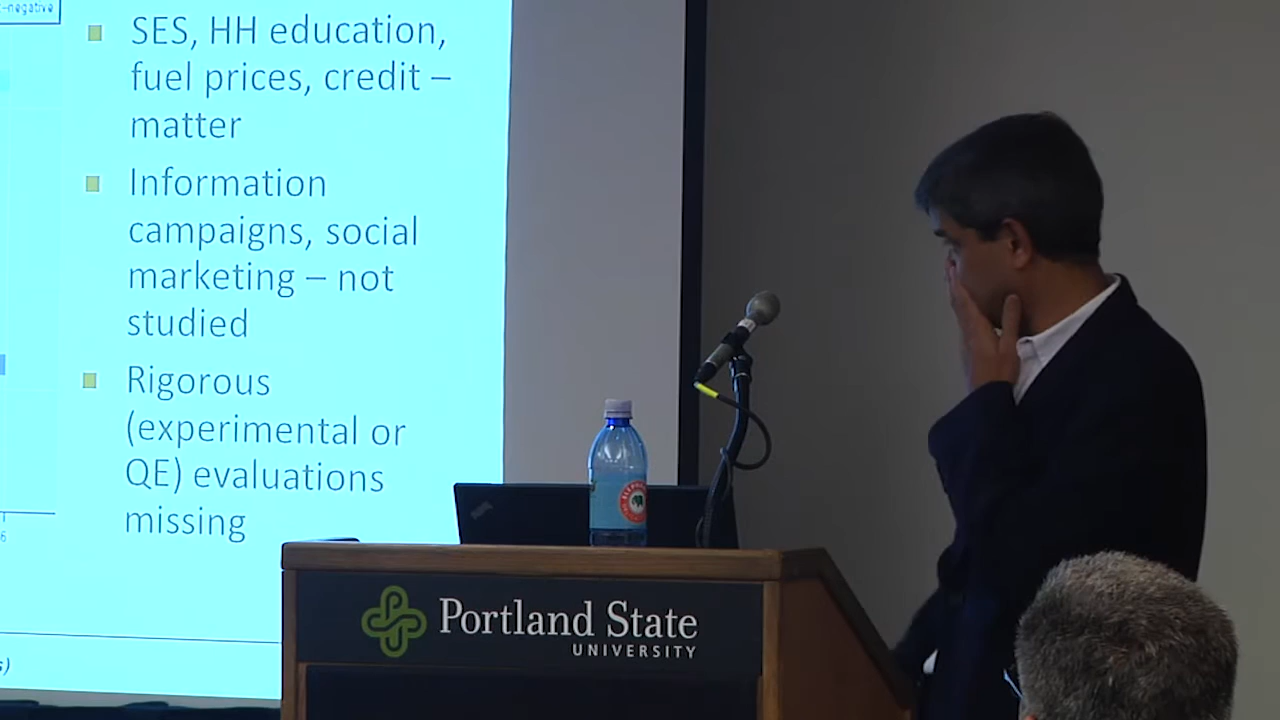 t-negative
SES, HH education,
fuel prices, credit –
matter
Information
campaigns, social
marketing – not
studied
Rigorous
(experimental or
QE) evaluations
missing
6
s)
Portland State
UNIVERSITY